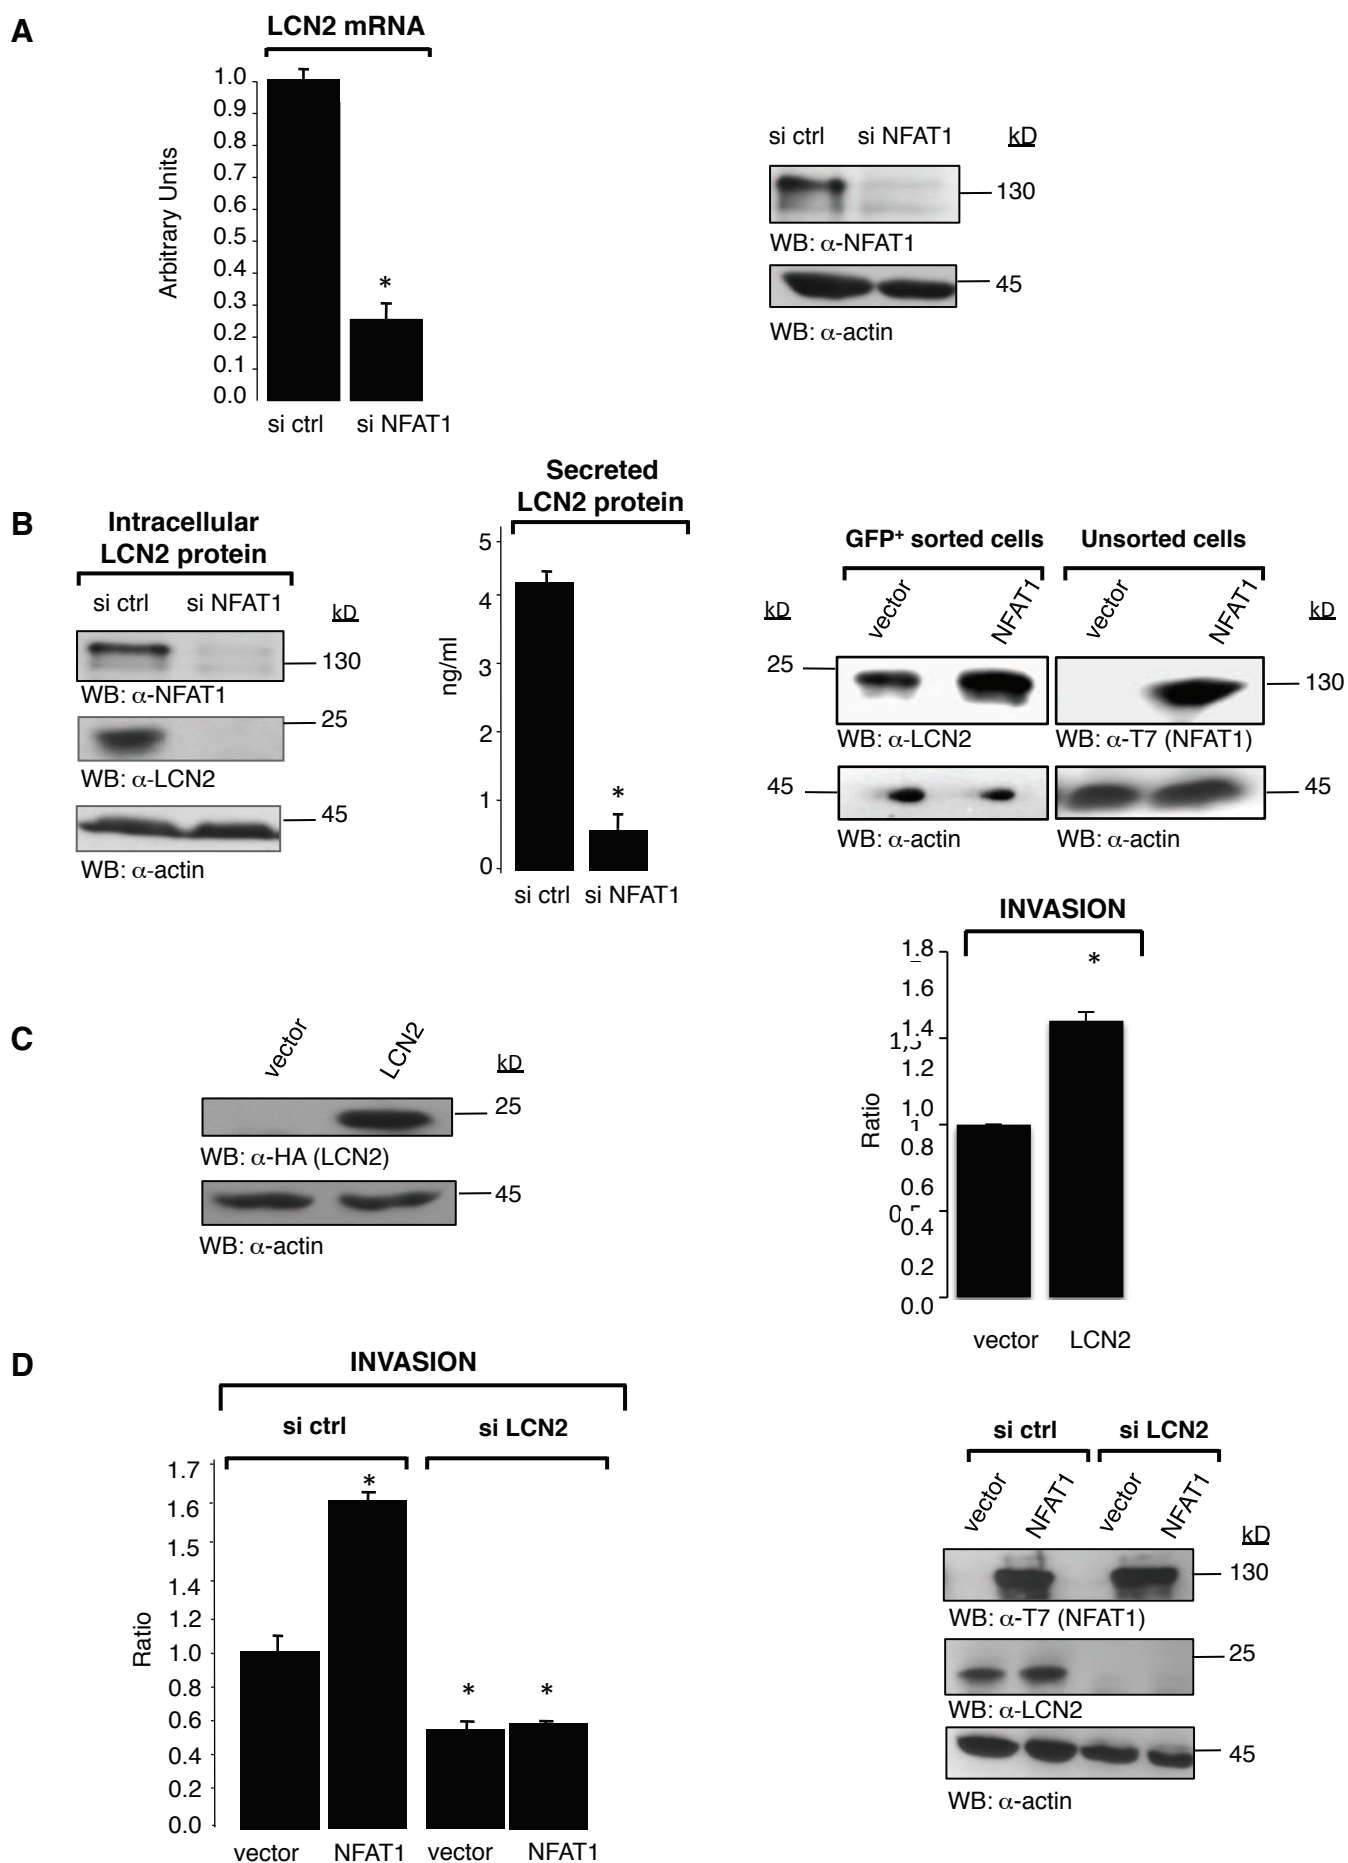 A
LCN2 mRNA
Arbitrary Units
1.0
0.9
0.8
0.7
0.6
0.5
0.4
0.3
0.2
0.1
0.0
*
si ctrl si NFAT1
si ctrl si NFAT1 kD
130
WB: α-NFAT1
45
WB: α-actin
B
Intracellular
LCN2 protein
si ctrl si NFAT1 kD
130
WB: α-NFAT1
25
WB: α-LCN2
45
WB: α-actin
Secreted
LCN2 protein
ng/ml
5
4
3
2
1
0
*
si ctrl si NFAT1
GFP⁺ sorted cells Unsorted cells
kD vector NFAT1 vector NFAT1 kD
25 130
WB: α-LCN2 WB: α-T7 (NFAT1)
45 45
WB: α-actin WB: α-actin
C
vector LCN2 kD
25
WB: α-HA (LCN2)
45
WB: α-actin
INVASION
Ratio
1.8
1.6
1.4
1.2
1.0
1
0.8
0.6
0.4
0.2
0.0
*
vector LCN2
D
INVASION
si ctrl si LCN2
Ratio
1.7
1.6
1.5
1.4
1.2
1.0
0.8
0.6
0.4
0.2
0.0
* * *
vector NFAT1 vector NFAT1
si ctrl si LCN2
vector NFAT1 vector NFAT1 kD
130
WB: α-T7 (NFAT1)
25
WB: α-LCN2
45
WB: α-actin